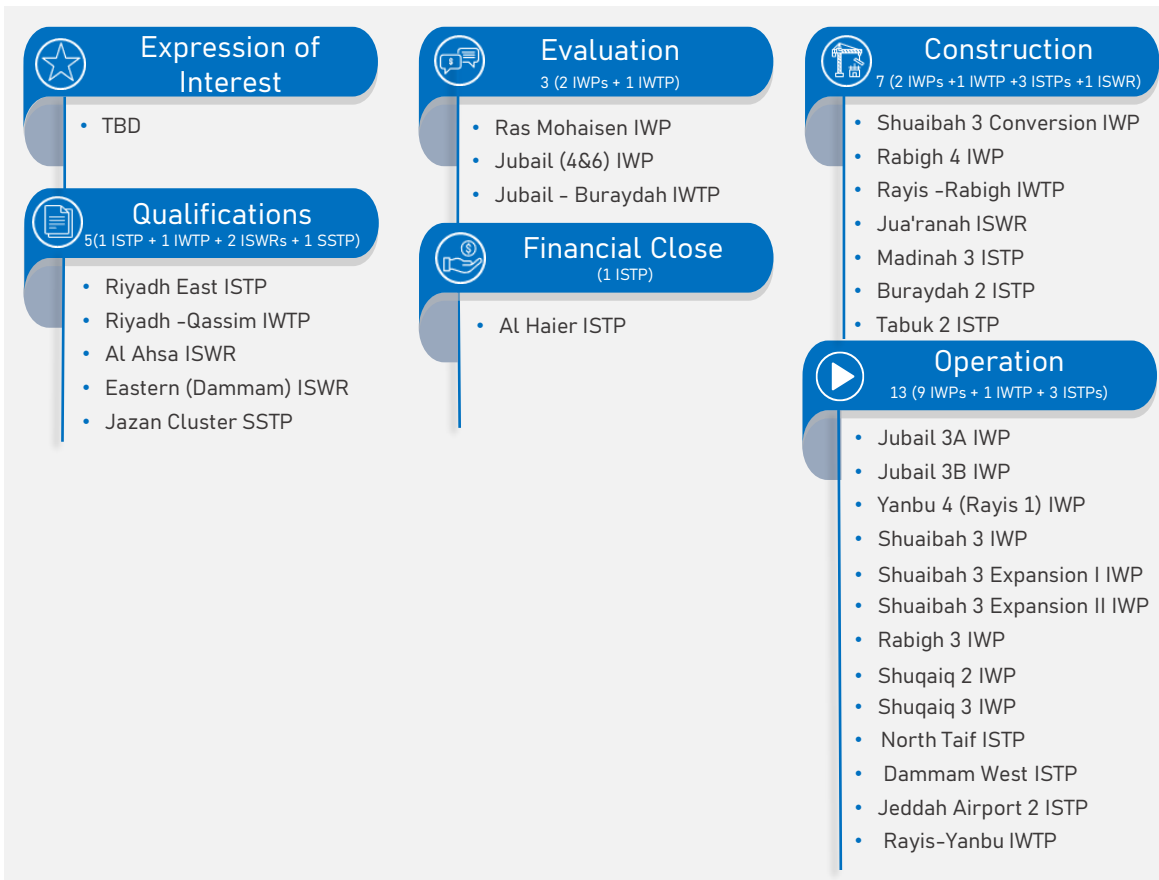 Expression of
Interest
• TBD
Qualifications
5(1 ISTP + 1 IWTP + 2 ISWRs + 1 SSTP)
• Riyadh East ISTP
• Riyadh -Qassim IWTP
• Al Ahsa ISWR
• Eastern (Dammam) ISWR
• Jazan Cluster SSTP
Evaluation
3 (2 IWPs + 1 IWTP)
• Ras Mohaisen IWP
• Jubail (4&6) IWP
• Jubail - Buraydah IWTP
Financial Close
(1 ISTP)
• Al Haier ISTP
Construction
7 (2 IWPs +1 IWTP +3 ISTPs +1 ISWR)
• Shuaibah 3 Conversion IWP
• Rabigh 4 IWP
• Rayis -Rabigh IWTP
• Jua'ranah ISWR
• Madinah 3 ISTP
• Buraydah 2 ISTP
• Tabuk 2 ISTP
Operation
13 (9 IWPs + 1 IWTP + 3 ISTPs)
• Jubail 3A IWP
• Jubail 3B IWP
• Yanbu 4 (Rayis 1) IWP
• Shuaibah 3 IWP
• Shuaibah 3 Expansion I IWP
• Shuaibah 3 Expansion II IWP
• Rabigh 3 IWP
• Shuqaiq 2 IWP
• Shuqaiq 3 IWP
• North Taif ISTP
• Dammam West ISTP
• Jeddah Airport 2 ISTP
• Rayis-Yanbu IWTP